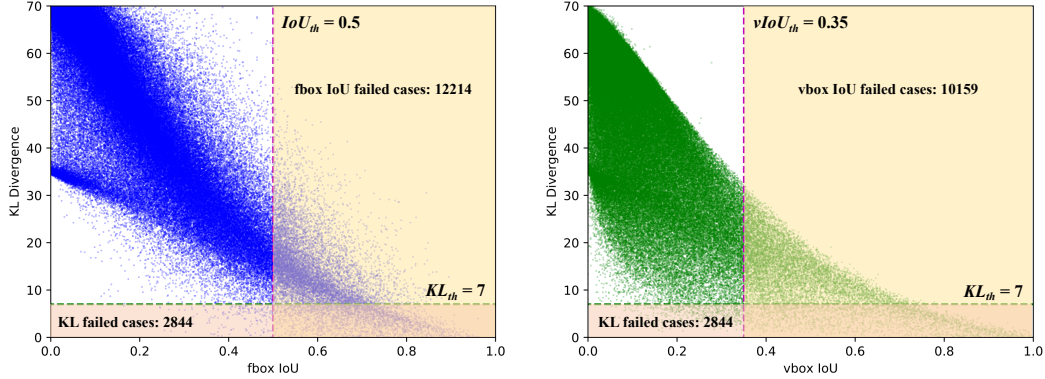 70
60
50
40
30
20
10
0
KL Divergence
IoU_th = 0.5
fbox IoU failed cases: 12214
KL_th = 7
KL failed cases: 2844
0.0 0.2 0.4 0.6 0.8 1.0
fbox IoU
70
60
50
40
30
20
10
0
KL Divergence
vIoU_th = 0.35
vbox IoU failed cases: 10159
KL_th = 7
KL failed cases: 2844
0.0 0.2 0.4 0.6 0.8 1.0
vbox IoU